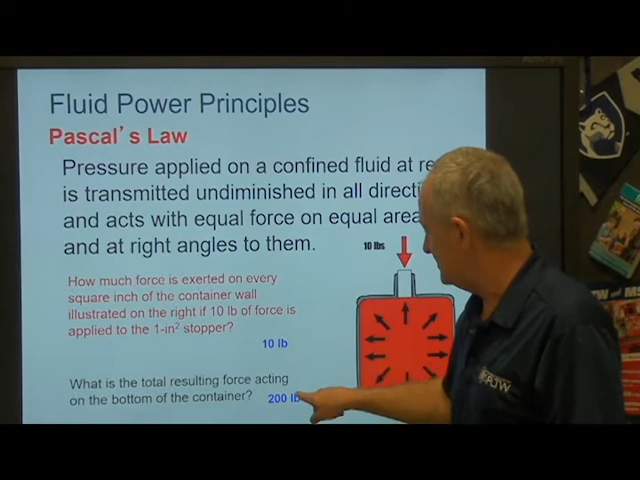 Fluid Power Principles
Pascal's Law
Pressure applied on a confined fluid at
is transmitted undiminished in all
and acts with equal force on equal
and at right angles to them.
10 lbs
How much force is exerted on every
square inch of the container wall
illustrated on the right if 10 lb of force is
applied to the 1-in² stopper?
10 lb
What is the total resulting force acting
on the bottom of the container?
200 lb